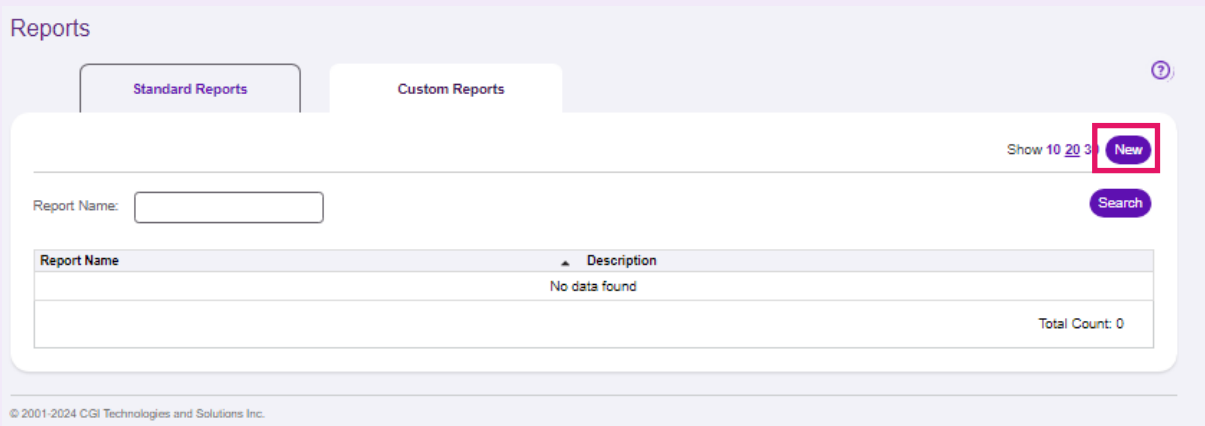 Reports
Standard Reports
Custom Reports
?
Show 10 20 New
Report Name:
Search
Report Name Description
No data found
Total Count: 0
© 2001-2024 CGI Technologies and Solutions Inc.